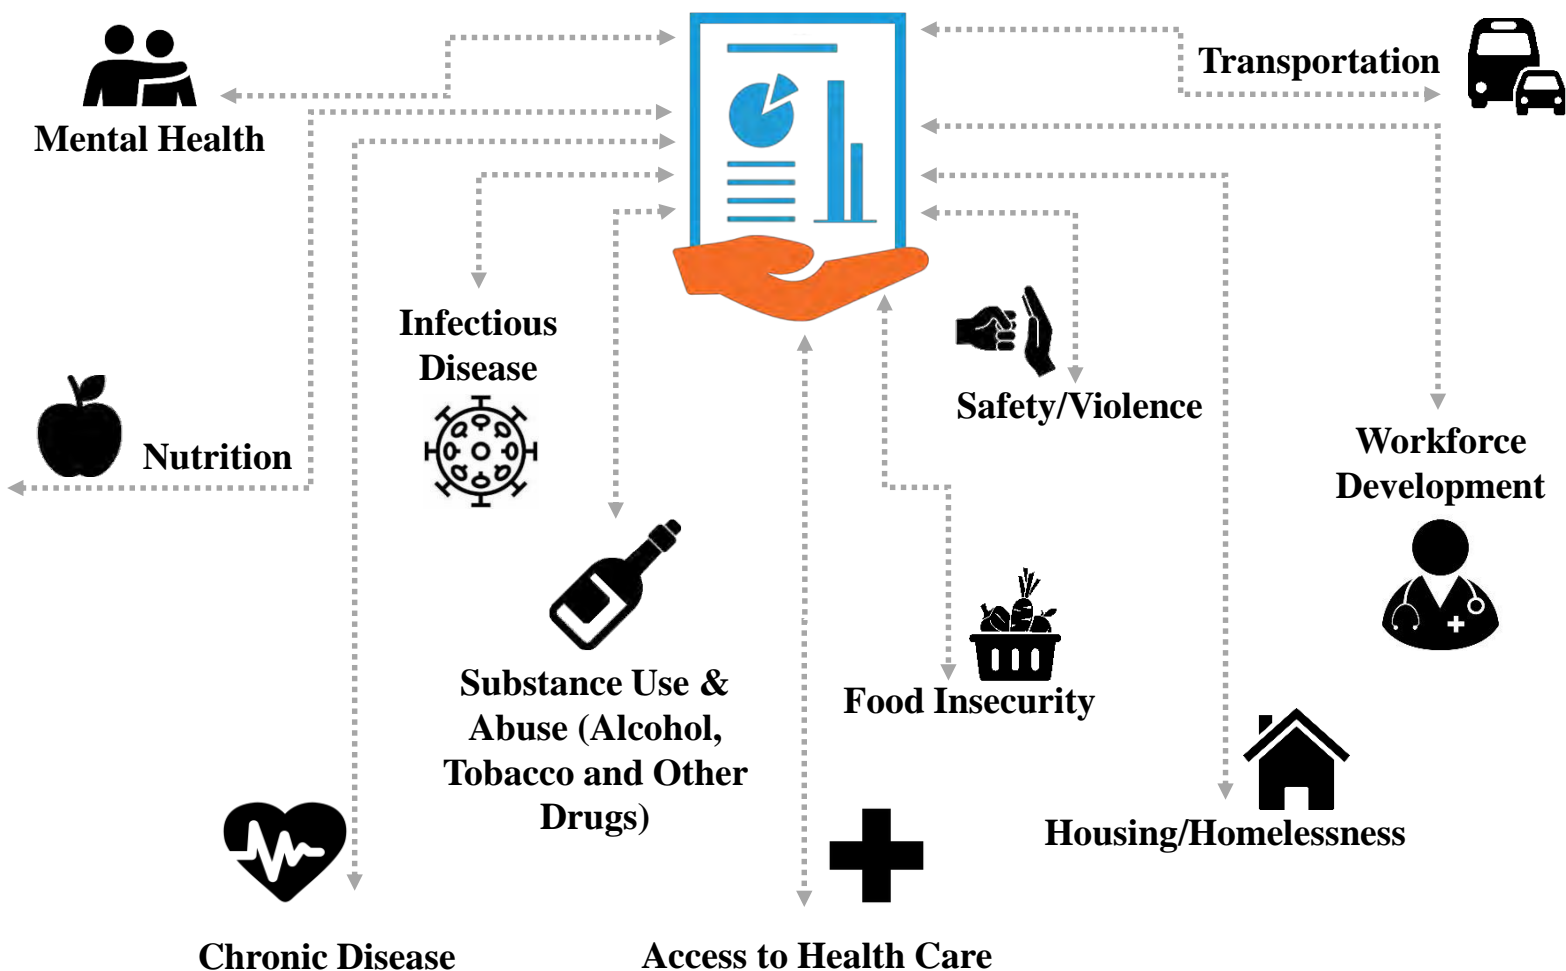 Transportation
Mental Health
Infectious
Disease
Safety/Violence
Nutrition
Workforce
Development
Substance Use &
Abuse (Alcohol,
Tobacco and Other
Drugs)
Food Insecurity
Housing/Homelessness
Chronic Disease
Access to Health Care